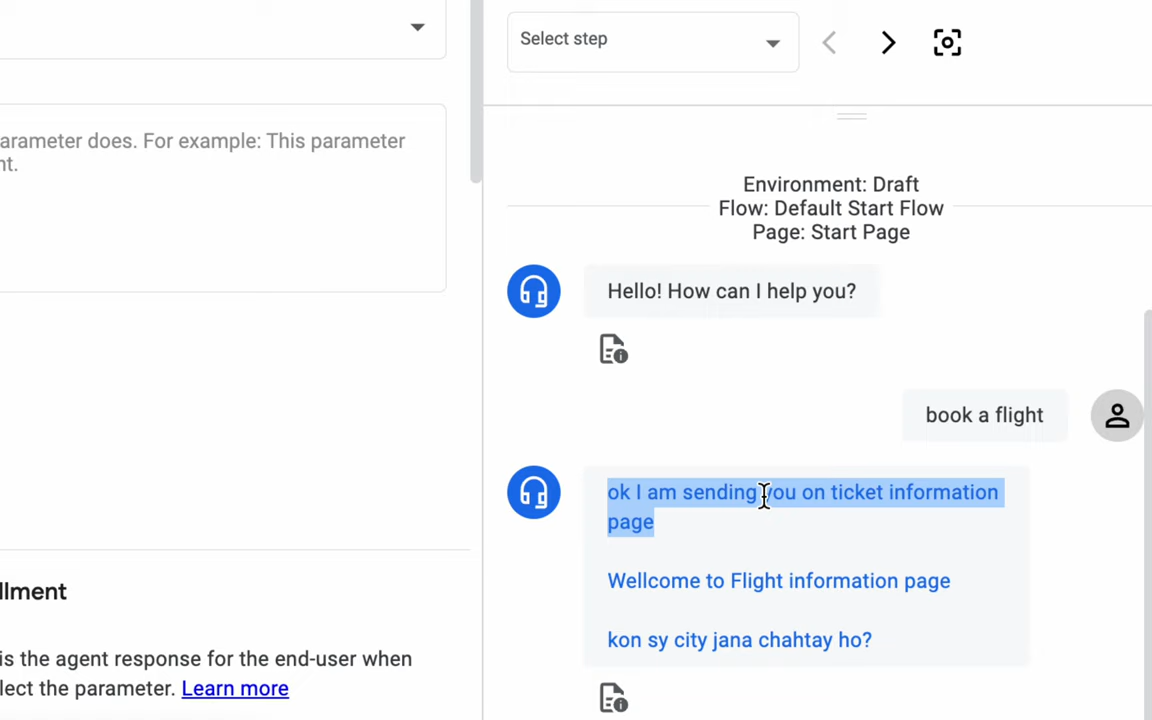 Select step
arameter does. For example: This parameter
nt.
llment
is the agent response for the end-user when
lect the parameter. Learn more
Environment: Draft
Flow: Default Start Flow
Page: Start Page
Hello! How can I help you?
book a flight
ok I am sending you on ticket information
page
Wellcome to Flight information page
kon sy city jana chahtay ho?